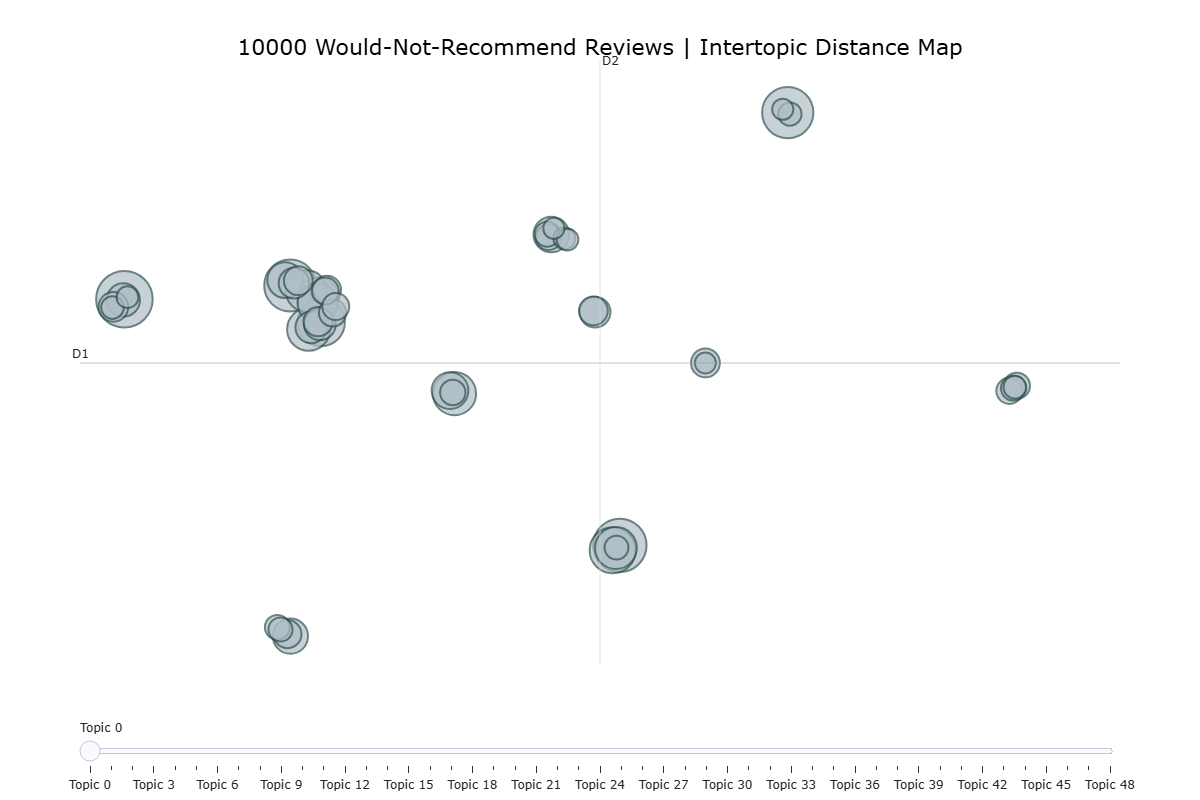 10000 Would-Not-Recommend Reviews | Intertopic Distance Map
D2
D1
Topic 0
Topic 0 Topic 3 Topic 6 Topic 9 Topic 12 Topic 15 Topic 18 Topic 21 Topic 24 Topic 27 Topic 30 Topic 33 Topic 36 Topic 39 Topic 42 Topic 45 Topic 48